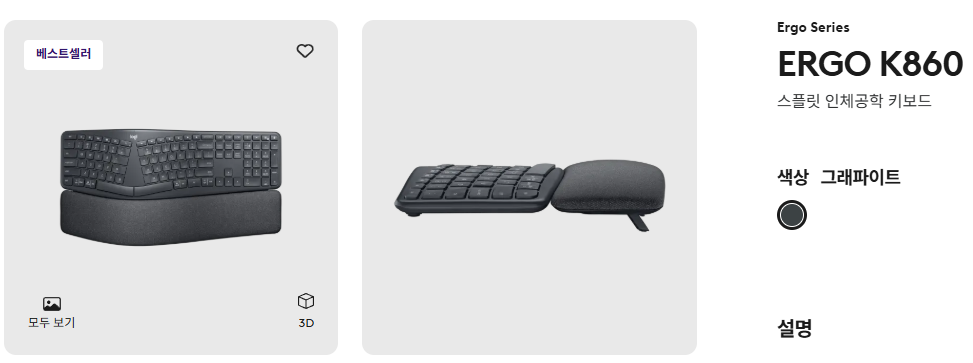 베스트셀러
logi
모두 보기
3D
Ergo Series
ERGO K860
스플릿 인체공학 키보드
색상 그래파이트
설명